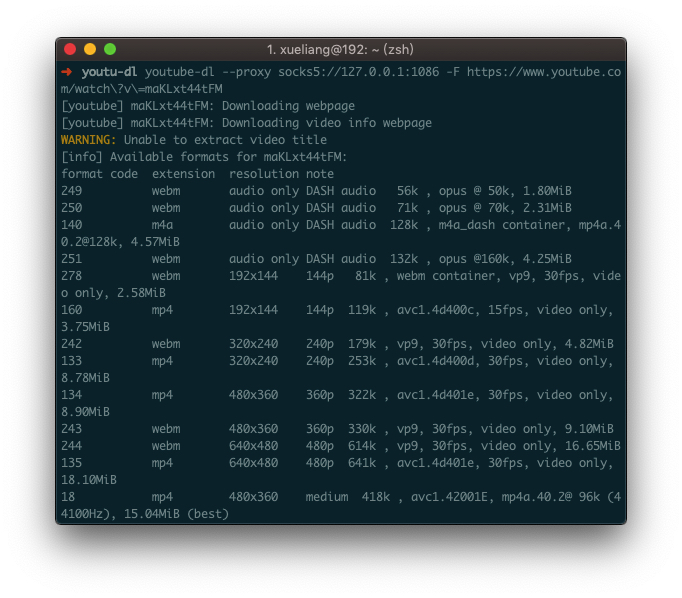 1. xueliang@192: ~ (zsh)
➜ youtu-dl youtube-dl --proxy socks5://127.0.0.1:1086 -F https://www.youtube.co
m/watch\?v\=maKLxt44tFM
[youtube] maKLxt44tFM: Downloading webpage
[youtube] maKLxt44tFM: Downloading video info webpage
WARNING: Unable to extract video title
[info] Available formats for maKLxt44tFM:
format code  extension  resolution note
249          webm       audio only DASH audio   56k , opus @ 50k, 1.80MiB
250          webm       audio only DASH audio   71k , opus @ 70k, 2.31MiB
140          m4a        audio only DASH audio  128k , m4a_dash container, mp4a.4
0.2@128k, 4.57MiB
251          webm       audio only DASH audio  132k , opus @160k, 4.25MiB
278          webm       192x144    144p   81k , webm container, vp9, 30fps, vide
o only, 2.58MiB
160          mp4        192x144    144p  119k , avc1.4d400c, 15fps, video only,
3.75MiB
242          webm       320x240    240p  179k , vp9, 30fps, video only, 4.82MiB
133          mp4        320x240    240p  253k , avc1.4d400d, 30fps, video only,
8.78MiB
134          mp4        480x360    360p  322k , avc1.4d401e, 30fps, video only,
8.90MiB
243          webm       480x360    360p  330k , vp9, 30fps, video only, 9.10MiB
244          webm       640x480    480p  614k , vp9, 30fps, video only, 16.65MiB
135          mp4        640x480    480p  641k , avc1.4d401e, 30fps, video only,
18.10MiB
18           mp4        480x360    medium  418k , avc1.42001E, mp4a.40.2@ 96k (4
4100Hz), 15.04MiB (best)